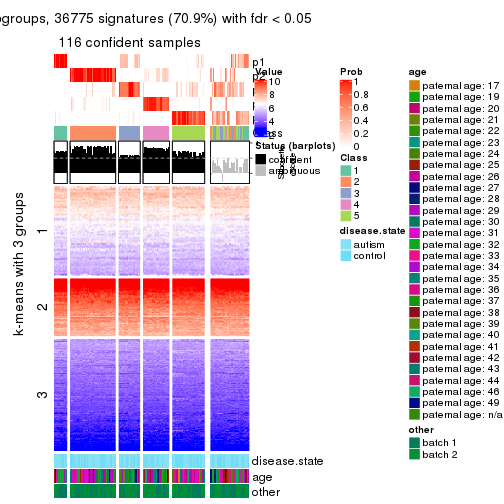 ogroups, 36775 signatures (70.9%) with fdr < 0.05
116 confident samples
p1
p2
Class
k-means with 3 groups
1
2
3
disease.state
age
other
Value
10
8
6
4
2
0
Status (barplots)
confident
ambiguous
Prob
1
0.8
0.6
0.4
0.2
0
Class
1
2
3
4
5
disease.state
autism
control
age
paternal age: 17
paternal age: 19
paternal age: 20
paternal age: 21
paternal age: 22
paternal age: 23
paternal age: 24
paternal age: 25
paternal age: 26
paternal age: 27
paternal age: 28
paternal age: 29
paternal age: 30
paternal age: 31
paternal age: 32
paternal age: 33
paternal age: 34
paternal age: 35
paternal age: 36
paternal age: 37
paternal age: 38
paternal age: 39
paternal age: 40
paternal age: 41
paternal age: 42
paternal age: 43
paternal age: 44
paternal age: 46
paternal age: 49
paternal age: n/a
other
batch 1
batch 2